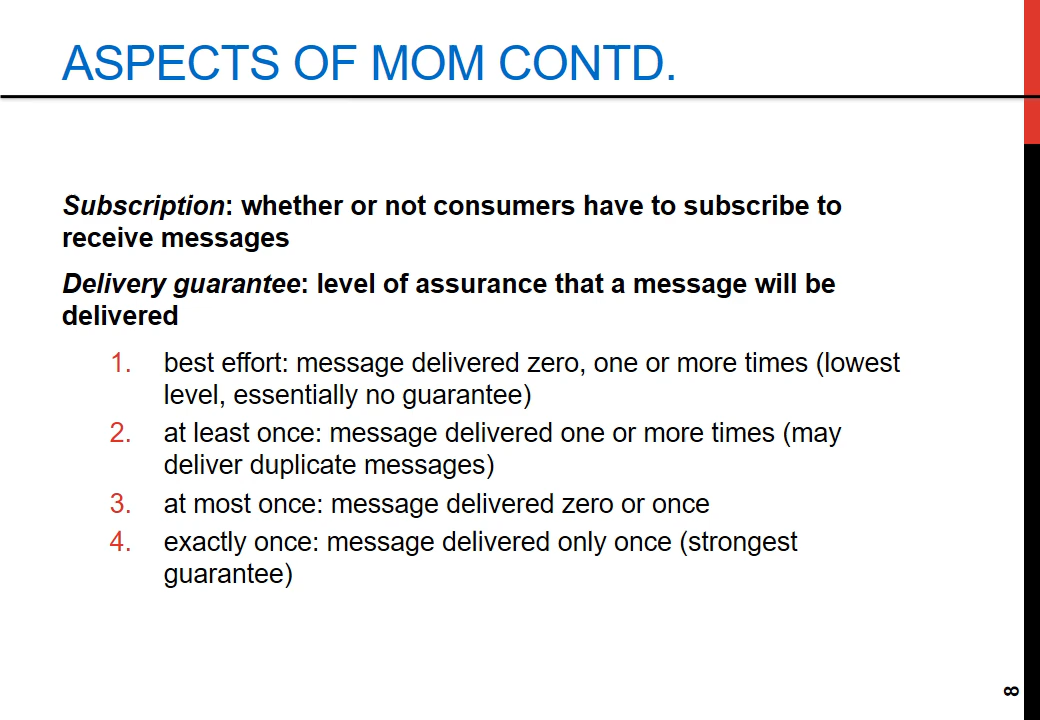 ASPECTS OF MOM CONTD.
Subscription: whether or not consumers have to subscribe to
receive messages
Delivery guarantee: level of assurance that a message will be
delivered
1. best effort: message delivered zero, one or more times (lowest
level, essentially no guarantee)
2. at least once: message delivered one or more times (may
deliver duplicate messages)
3. at most once: message delivered zero or once
4. exactly once: message delivered only once (strongest
guarantee)
8